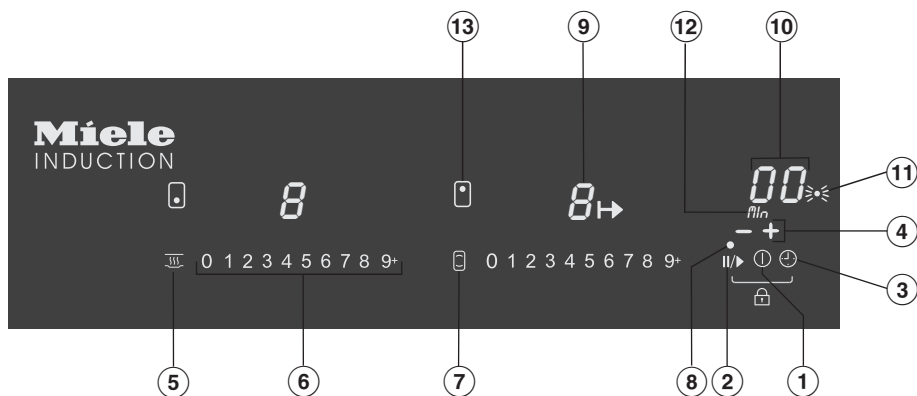 13 9 12 10
Miele
INDUCTION
8 8 00 11
Min
- + 4
0 1 2 3 4 5 6 7 8 9+ 0 1 2 3 4 5 6 7 8 9+ II/▶ 3
5 6 7 8 2 1